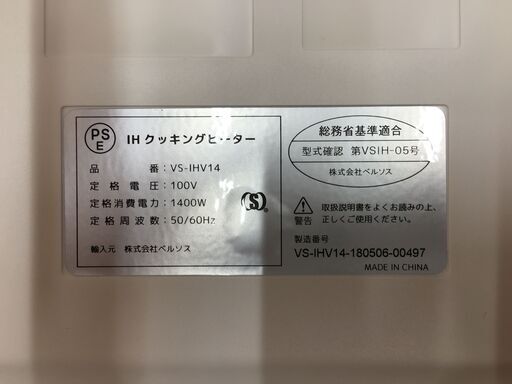 PS
E
IH クッキングヒーター
品 番：VS-IHV14
定格電圧：100V
定格消費電力：1400W
定格周波数：50/60Hz
輸入元 株式会社ベルソス
S
総務省基準適合
型式確認 第VSIH-05号
株式会社ベルソス
警告
取扱説明書をよくお読みの上、
正しくご使用ください。
製造番号
VS-IHV14-180506-00497
MADE IN CHINA